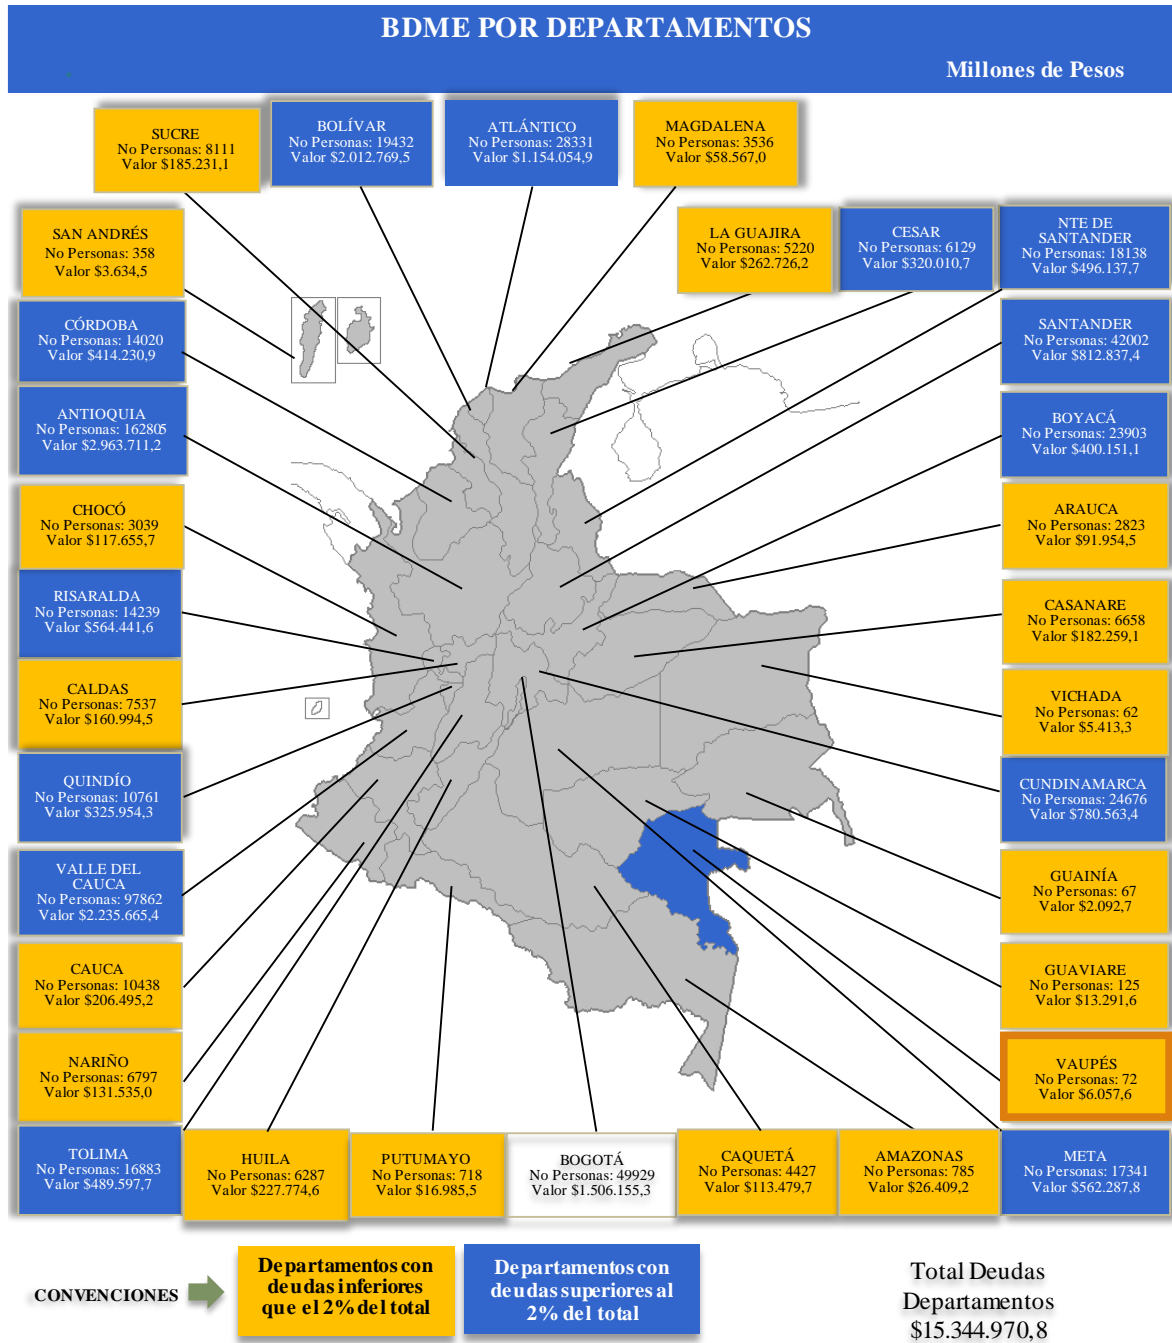 BDME POR DEPARTAMENTOS
Millones de Pesos
SUCRE
No Personas: 8111
Valor $185.231,1
BOLÍVAR
No Personas: 19432
Valor $2.012.769,5
ATLÁNTICO
No Personas: 28331
Valor $1.154.054,9
MAGDALENA
No Personas: 3536
Valor $58.567,0
SAN ANDRÉS
No Personas: 358
Valor $3.634,5
LA GUAJIRA
No Personas: 5220
Valor $262.726,2
CESAR
No Personas: 6129
Valor $320.010,7
NTE DE
SANTANDER
No Personas: 18138
Valor $496.137,7
CÓRDOBA
No Personas: 14020
Valor $414.230,9
SANTANDER
No Personas: 42002
Valor $812.837,4
ANTIOQUIA
No Personas: 162805
Valor $2.963.711,2
BOYACÁ
No Personas: 23903
Valor $400.151,1
CHOCÓ
No Personas: 3039
Valor $117.655,7
ARAUCA
No Personas: 2823
Valor $91.954,5
RISARALDA
No Personas: 14239
Valor $564.441,6
CASANARE
No Personas: 6658
Valor $182.259,1
CALDAS
No Personas: 7537
Valor $160.994,5
VICHADA
No Personas: 62
Valor $5.413,3
QUINDÍO
No Personas: 10761
Valor $325.954,3
CUNDINAMARCA
No Personas: 24676
Valor $780.563,4
VALLE DEL
CAUCA
No Personas: 97862
Valor $2.235.665,4
GUAINÍA
No Personas: 67
Valor $2.092,7
CAUCA
No Personas: 10438
Valor $206.495,2
GUAVIARE
No Personas: 125
Valor $13.291,6
NARIÑO
No Personas: 6797
Valor $131.535,0
VAUPÉS
No Personas: 72
Valor $6.057,6
TOLIMA
No Personas: 16883
Valor $489.597,7
HUILA
No Personas: 6287
Valor $227.774,6
PUTUMAYO
No Personas: 718
Valor $16.985,5
BOGOTÁ
No Personas: 49929
Valor $1.506.155,3
CAQUETÁ
No Personas: 4427
Valor $113.479,7
AMAZONAS
No Personas: 785
Valor $26.409,2
META
No Personas: 17341
Valor $562.287,8
CONVENCIONES
Departamentos con
deudas inferiores
que el 2% del total
Departamentos con
deudas superiores al
2% del total
Total Deudas
Departamentos
$15.344.970,8